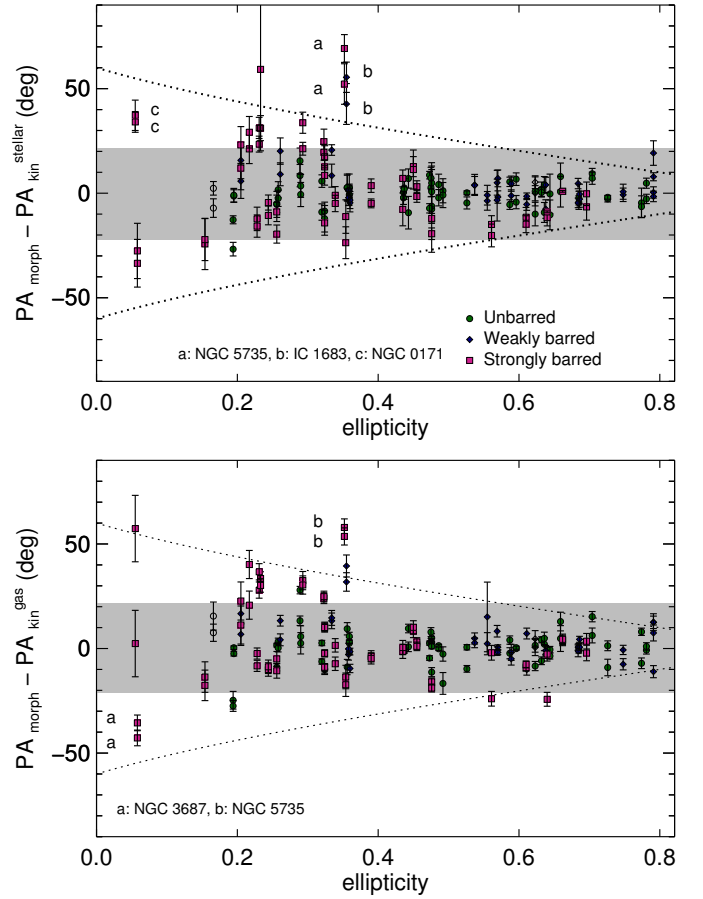 PA morph − PA kin stellar (deg)
a
b
a
b
c
c
50
0
−50
Unbarred
Weakly barred
Strongly barred
a: NGC 5735, b: IC 1683, c: NGC 0171
0.0 0.2 0.4 0.6 0.8
ellipticity
PA morph − PA kin gas (deg)
b
b
50
0
−50
a
a
a: NGC 3687, b: NGC 5735
0.0 0.2 0.4 0.6 0.8
ellipticity